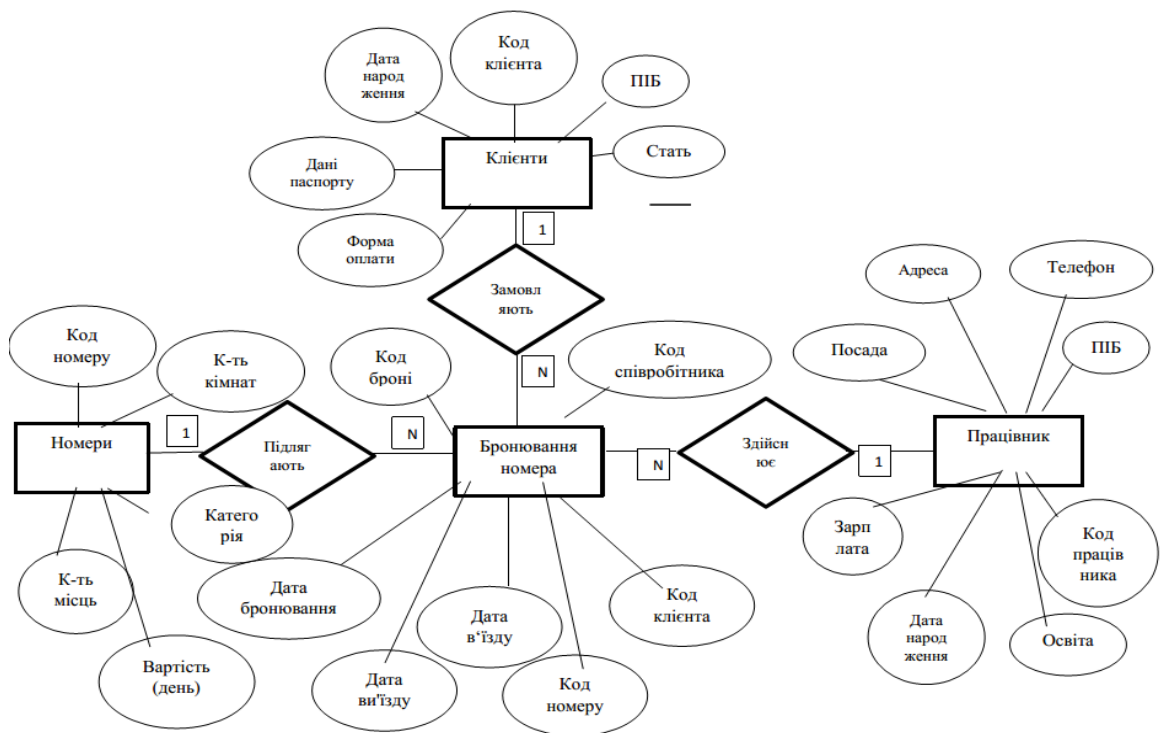 Код
клієнта
Дата
народ
ження
ПІБ
Клієнти
Стать
Дані
паспорту
1
Форма
оплати
Замовл
яють
Адреса
Телефон
Код
номеру
К-ть
кімнат
Код
броні
N
Код
співробітника
Посада
ПІБ
Номери
1
Підляг
ають
N
Бронювання
номера
N
Здійсн
ює
1
Працівник
Катего
рія
Зарп
лата
Код
праців
ника
К-ть
місць
Дата
бронювання
Дата
в‘їзду
Код
клієнта
Дата
народ
ження
Освіта
Вартість
(день)
Дата
ви'їзду
Код
номеру